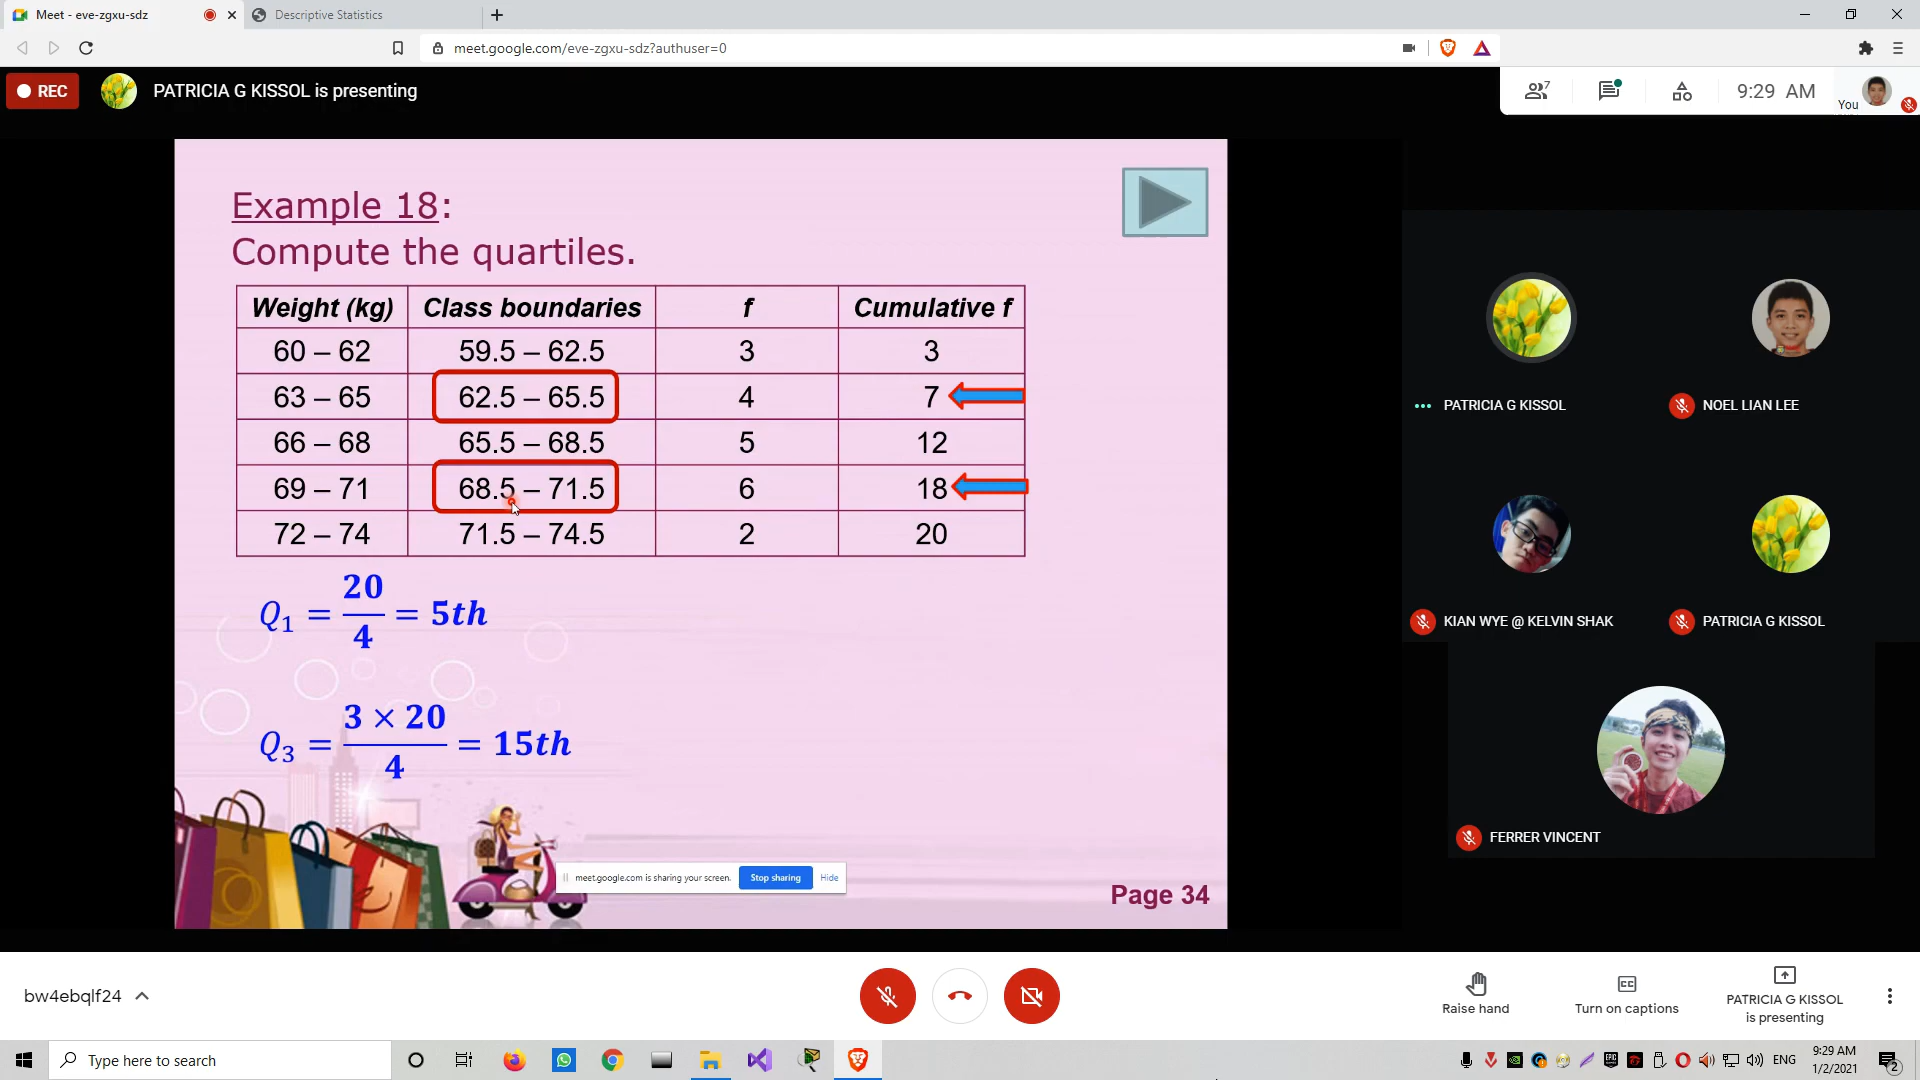 Meet - eve-zgxu-sdz
Descriptive Statistics
meet.google.com/eve-zgxu-sdz?authuser=0
REC
PATRICIA G KISSOL is presenting
7
9:29 AM
You
Example 18:
Compute the quartiles.
Weight (kg) Class boundaries f Cumulative f
60 – 62 59.5 – 62.5 3 3
63 – 65 62.5 – 65.5 4 7
66 – 68 65.5 – 68.5 5 12
69 – 71 68.5 – 71.5 6 18
72 – 74 71.5 – 74.5 2 20
Q₁ = 20/4 = 5th
Q₃ = 3 × 20/4 = 15th
meet.google.com is sharing your screen. Stop sharing Hide
Page 34
PATRICIA G KISSOL
NOEL LIAN LEE
KIAN WYE @ KELVIN SHAK
PATRICIA G KISSOL
FERRER VINCENT
bw4ebqlf24
Raise hand
CC
Turn on captions
PATRICIA G KISSOL
is presenting
Type here to search
EPIC
ENG
9:29 AM
1/2/2021
2